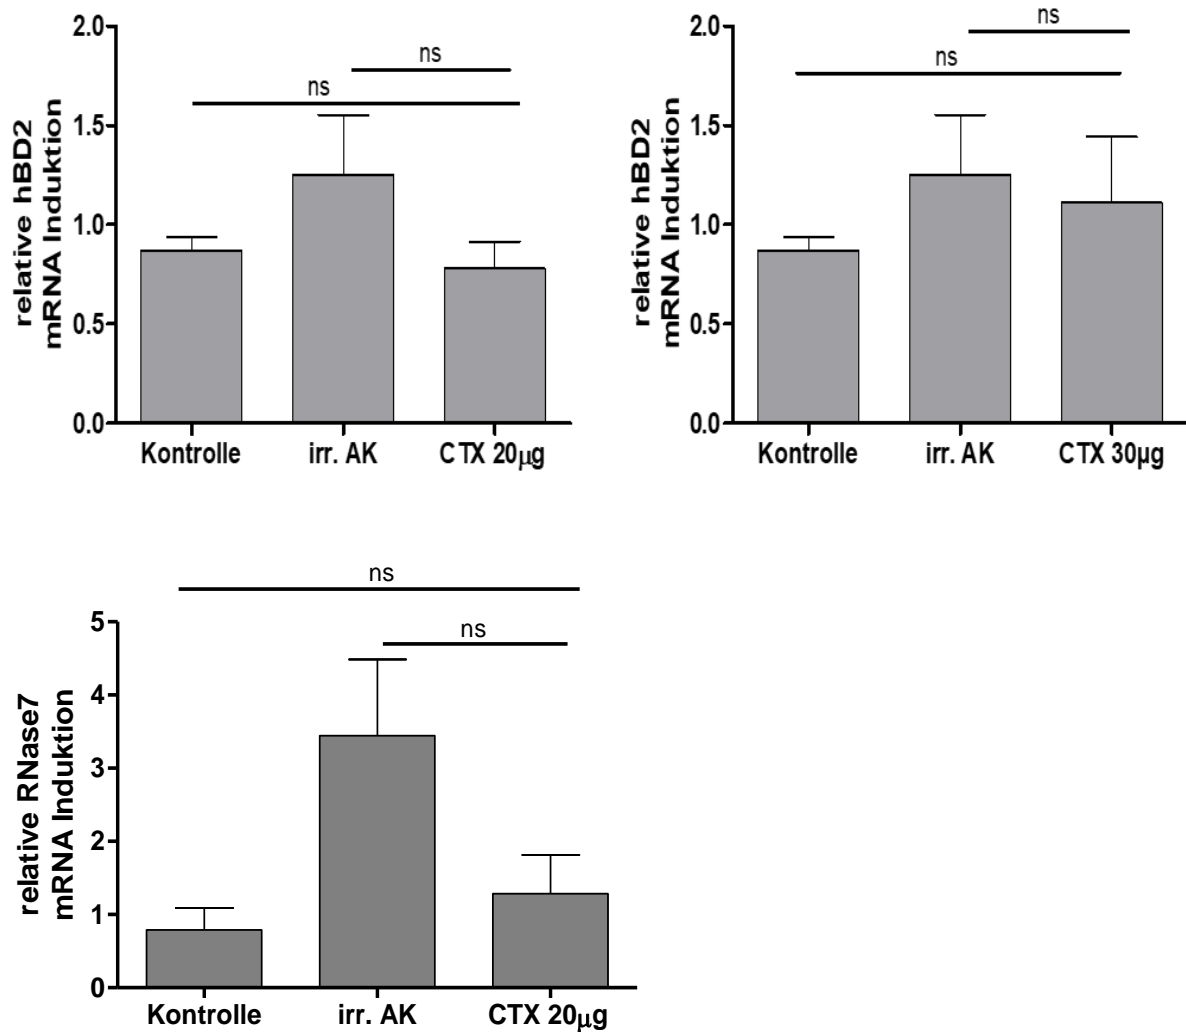 relative hBD2
mRNA Induktion
2.0
1.5
1.0
0.5
0.0
ns
ns
Kontrolle irr. AK CTX 20µg
relative hBD2
mRNA Induktion
2.0
1.5
1.0
0.5
0.0
ns
ns
Kontrolle irr. AK CTX 30µg
relative RNase7
mRNA Induktion
5
4
3
2
1
0
ns
ns
Kontrolle irr. AK CTX 20µg